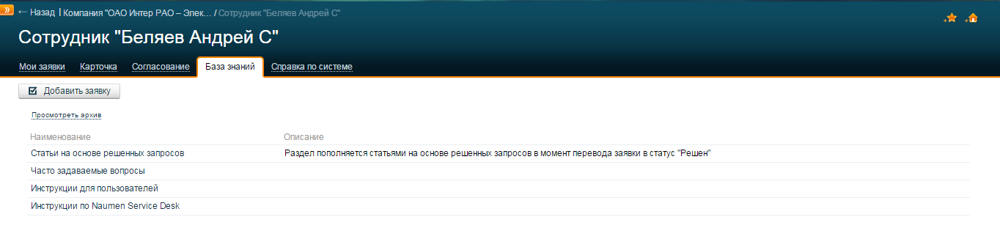 ← Назад | Компания "ОАО Интер РАО – Элек... / Сотрудник "Беляев Андрей С"
Сотрудник "Беляев Андрей С"
Мои заявки Карточка Согласование База знаний Справка по системе
Добавить заявку
Просмотреть архив
Наименование Описание
Статьи на основе решенных запросов Раздел пополняется статьями на основе решенных запросов в момент перевода заявки в статус "Решен"
Часто задаваемые вопросы
Инструкции для пользователей
Инструкции по Naumen Service Desk